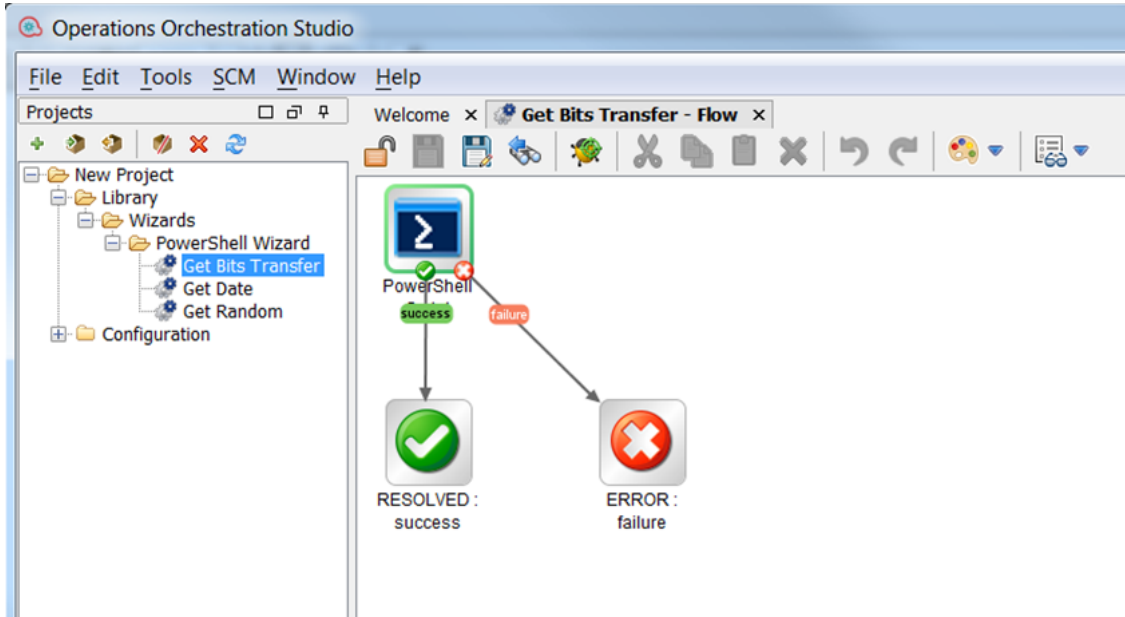 Operations Orchestration Studio
File Edit Tools SCM Window Help
Projects
Welcome
Get Bits Transfer - Flow
New Project
Library
Wizards
PowerShell Wizard
Get Bits Transfer
Get Date
Get Random
Configuration
PowerShell
success
failure
RESOLVED :
success
ERROR :
failure